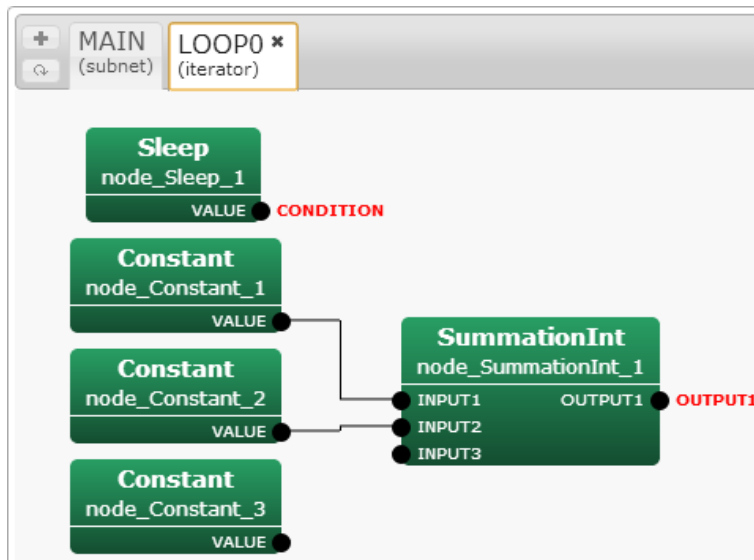 MAIN
(subnet)
LOOP0 ✖
(iterator)
Sleep
node_Sleep_1
VALUE CONDITION
Constant
node_Constant_1
VALUE
Constant
node_Constant_2
VALUE
Constant
node_Constant_3
VALUE
SummationInt
node_SummationInt_1
INPUT1 OUTPUT1 OUTPUT1
INPUT2
INPUT3